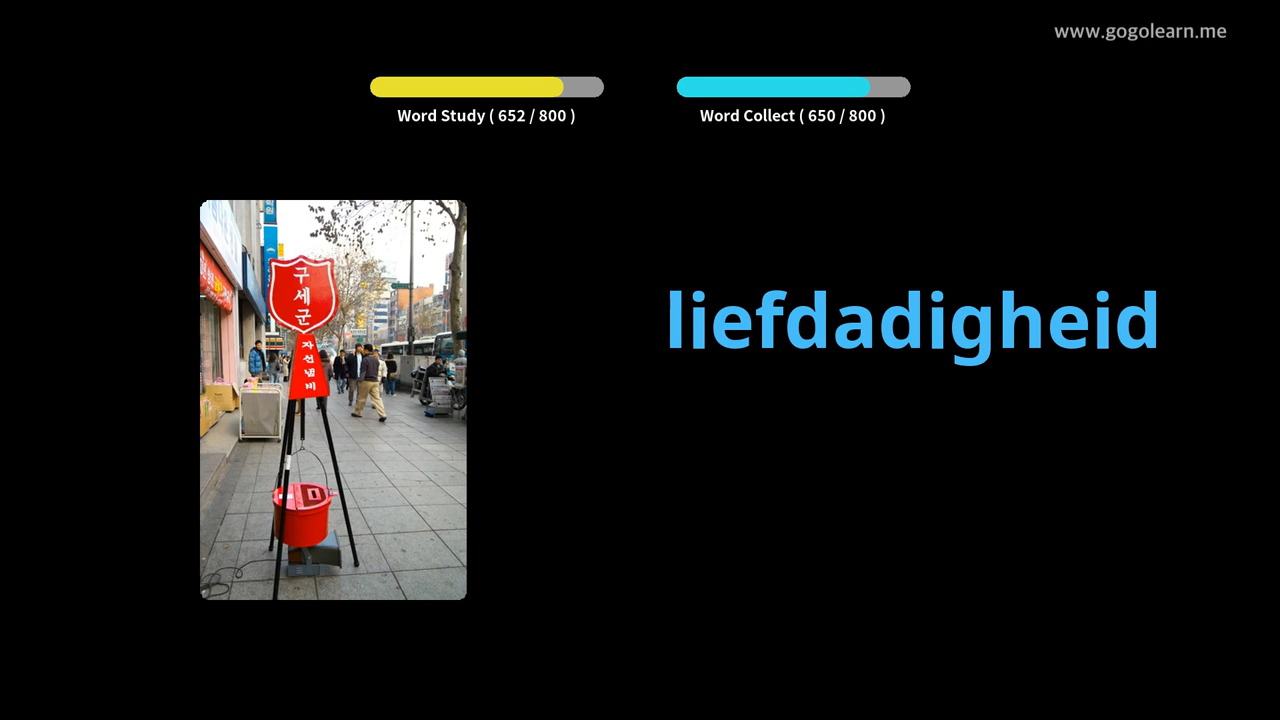 www.gogolearn.me
Word Study ( 652 / 800 )
Word Collect ( 650 / 800 )
구세군
자선냄비
liefdadigheid